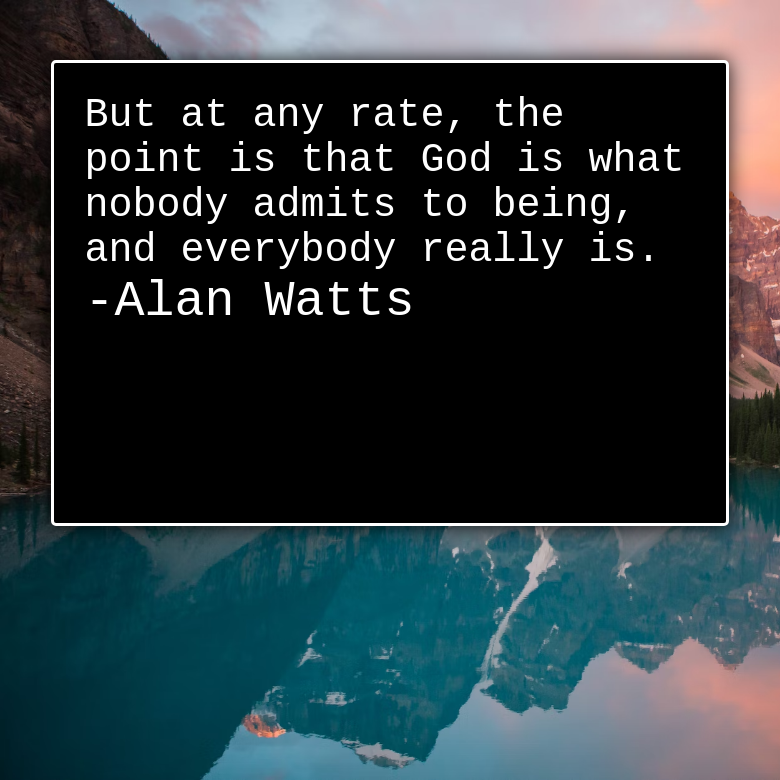 But at any rate, the
point is that God is what
nobody admits to being,
and everybody really is.
-Alan Watts